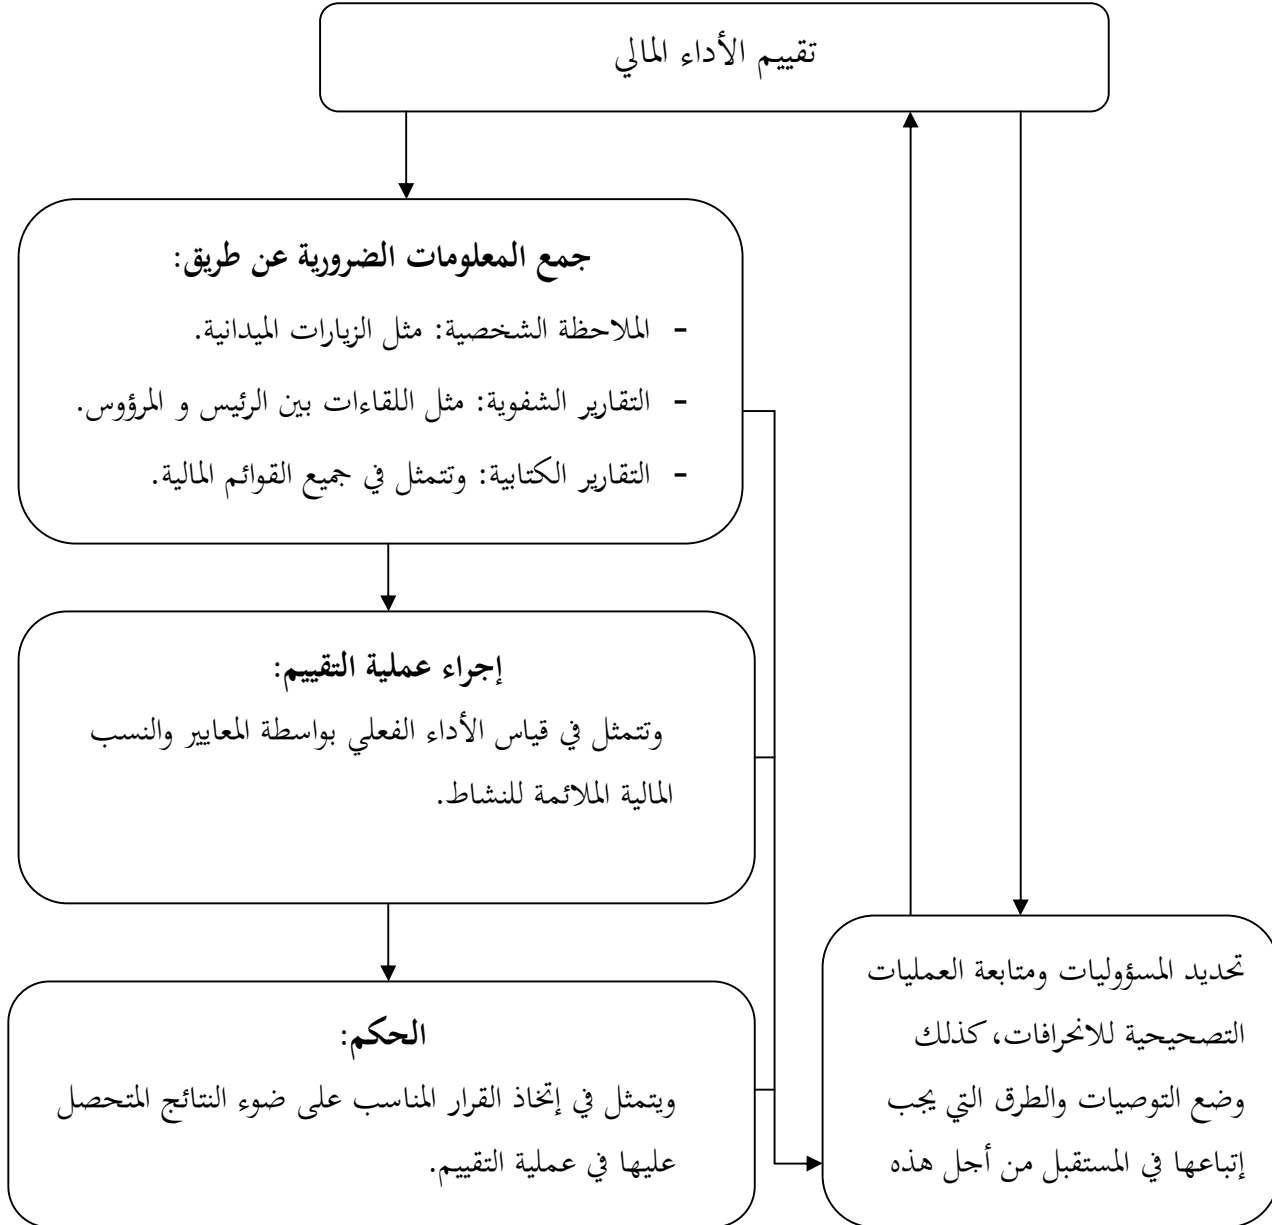 تقييم الأداء المالي
جمع المعلومات الضرورية عن طريق:
- الملاحظة الشخصية: مثل الزيارات الميدانية.
- التقارير الشفوية: مثل اللقاءات بين الرئيس و المرؤوس.
- التقارير الكتابية: وتتمثل في جميع القوائم المالية.
إجراء عملية التقييم:
وتتمثل في قياس الأداء الفعلي بواسطة المعايير والنسب
المالية الملائمة للنشاط.
الحكم:
ويتمثل في إتخاذ القرار المناسب على ضوء النتائج المتحصل
عليها في عملية التقييم.
تحديد المسؤوليات ومتابعة العمليات
التصحيحية للانحرافات، كذلك
وضع التوصيات والطرق التي يجب
إتباعها في المستقبل من أجل هذه